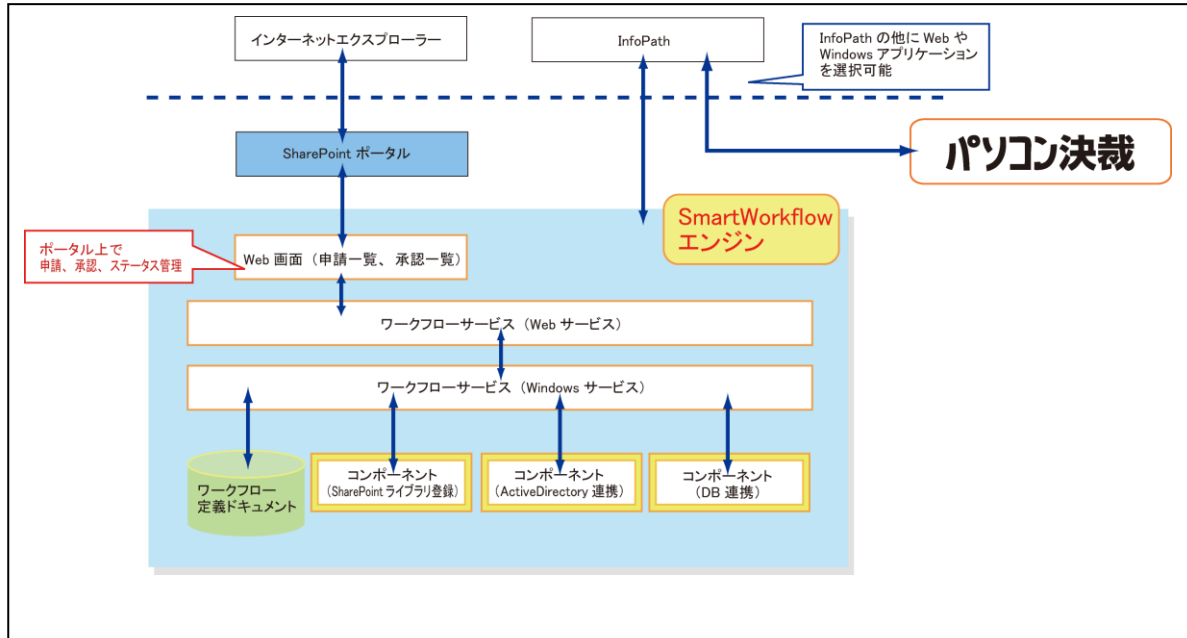 インターネットエクスプローラー
InfoPath
InfoPath の他に Web や
Windows アプリケーション
を選択可能
SharePoint ポータル
パソコン決裁
SmartWorkflow
エンジン
ポータル上で
申請、承認、ステータス管理
Web 画面（申請一覧、承認一覧）
ワークフローサービス（Web サービス）
ワークフローサービス（Windows サービス）
ワークフロー
定義ドキュメント
コンポーネント
（SharePoint ライブラリ登録）
コンポーネント
（ActiveDirectory 連携）
コンポーネント
（DB 連携）